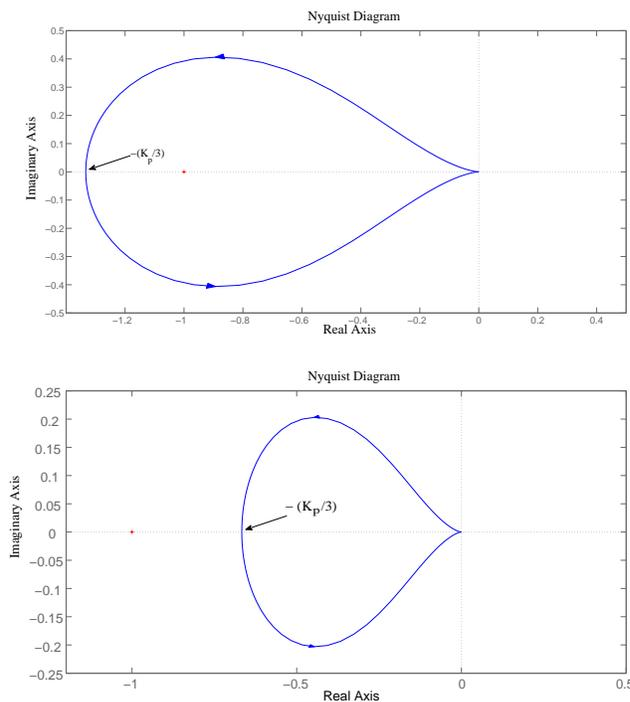 Nyquist Diagram
0.5
0.4
0.3
0.2
0.1
0
−0.1
−0.2
−0.3
−0.4
−0.5
Imaginary Axis
−(Kp/3)
−1.2 −1 −0.8 −0.6 −0.4 −0.2 0 0.2 0.4
Real Axis
Nyquist Diagram
0.25
0.2
0.15
0.1
0.05
0
−0.05
−0.1
−0.15
−0.2
−0.25
Imaginary Axis
− (Kp/3)
−1 −0.5 0 0.5
Real Axis